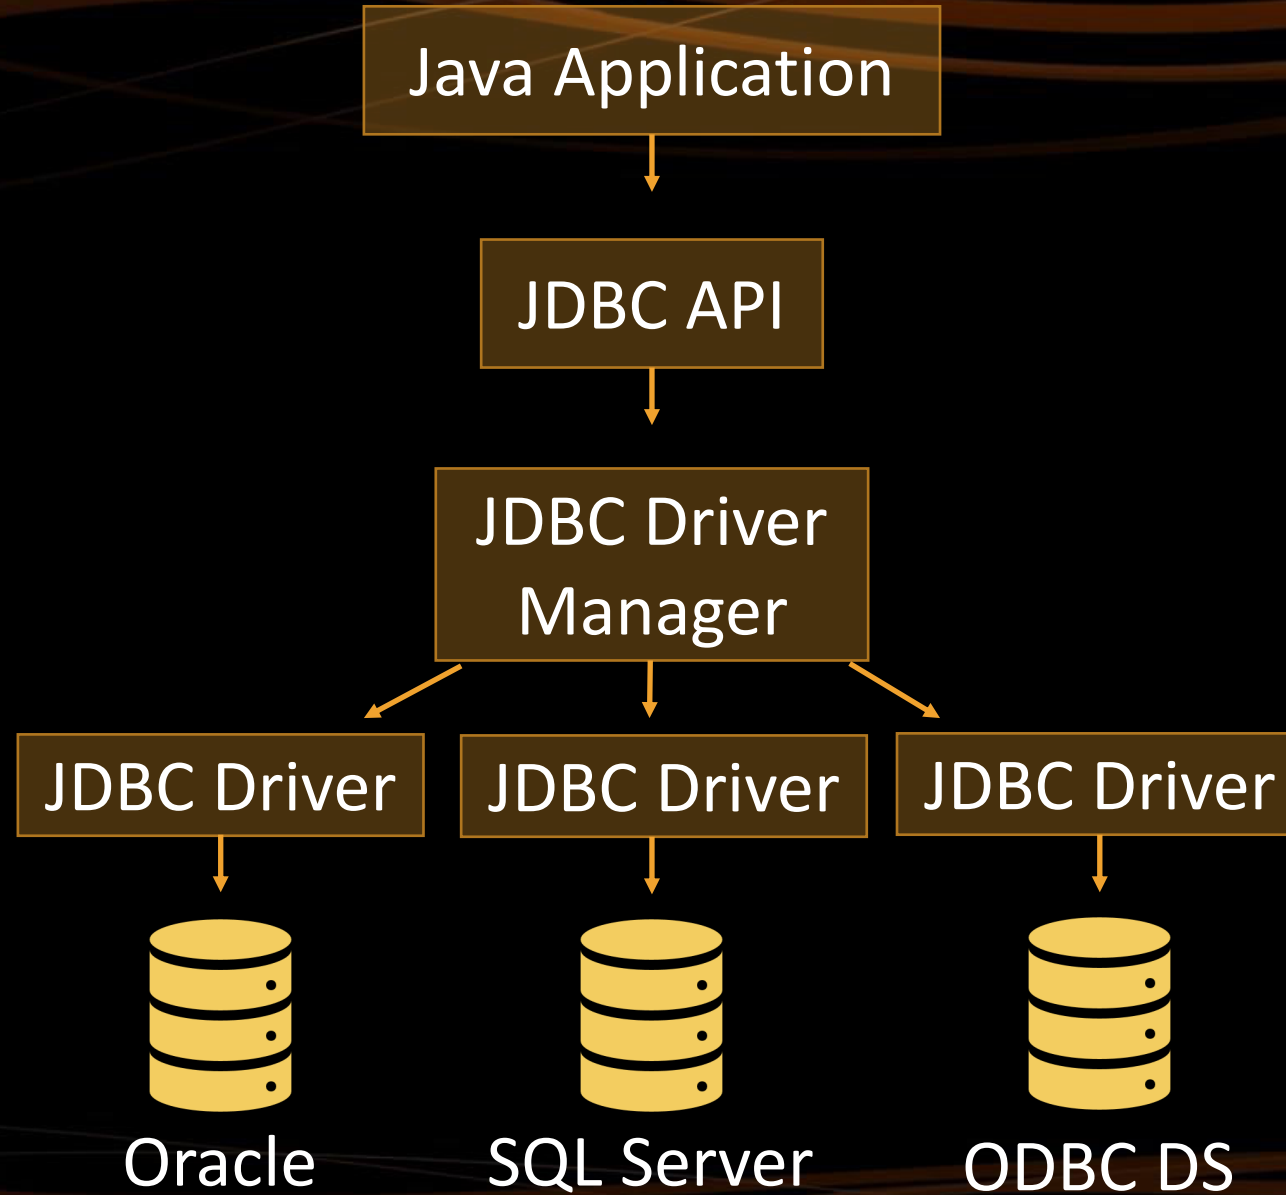 Java Application
JDBC API
JDBC Driver
Manager
JDBC Driver
JDBC Driver
JDBC Driver
Oracle
SQL Server
ODBC DS